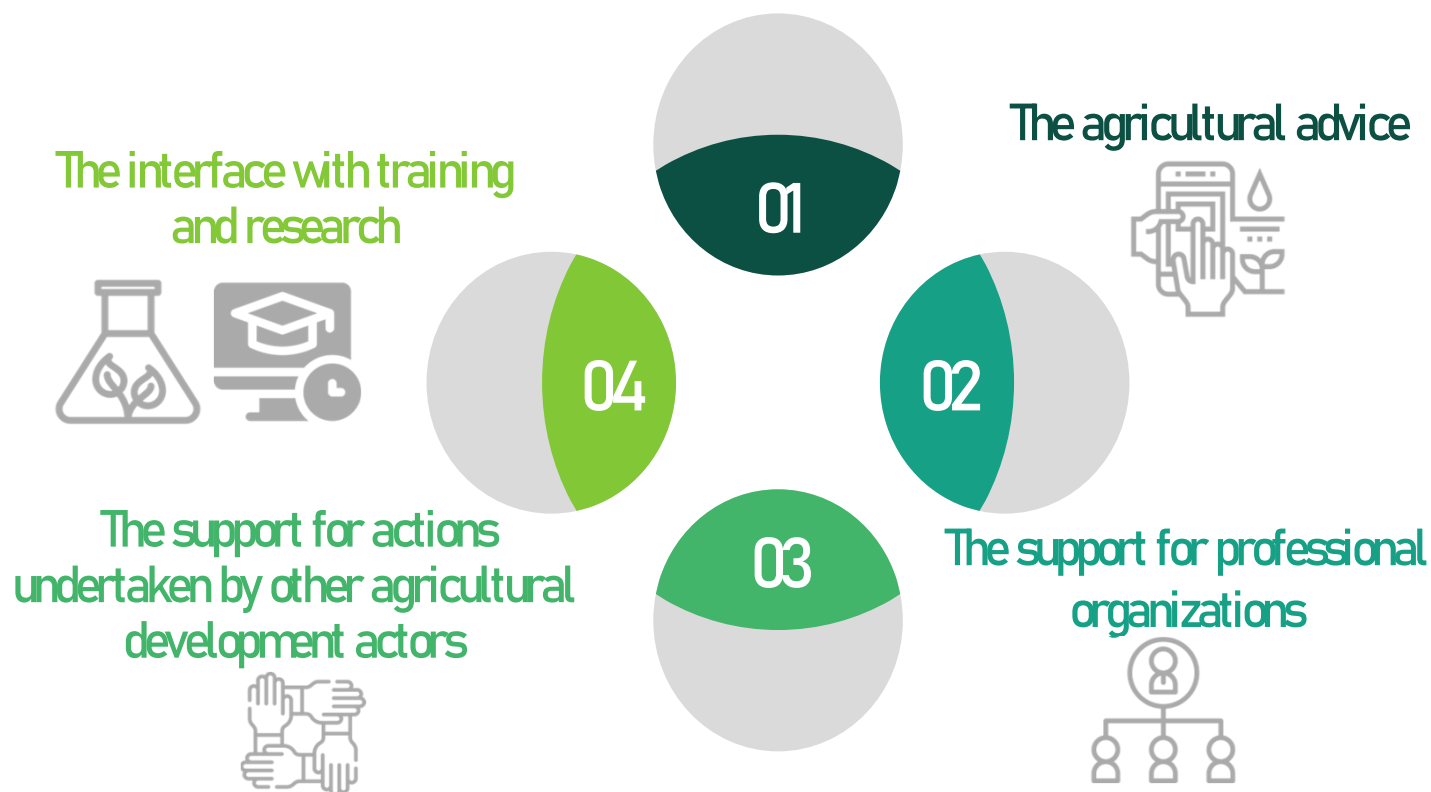 01
The agricultural advice
02
The support for professional
organizations
03
The support for actions
undertaken by other agricultural
development actors
04
The interface with training
and research